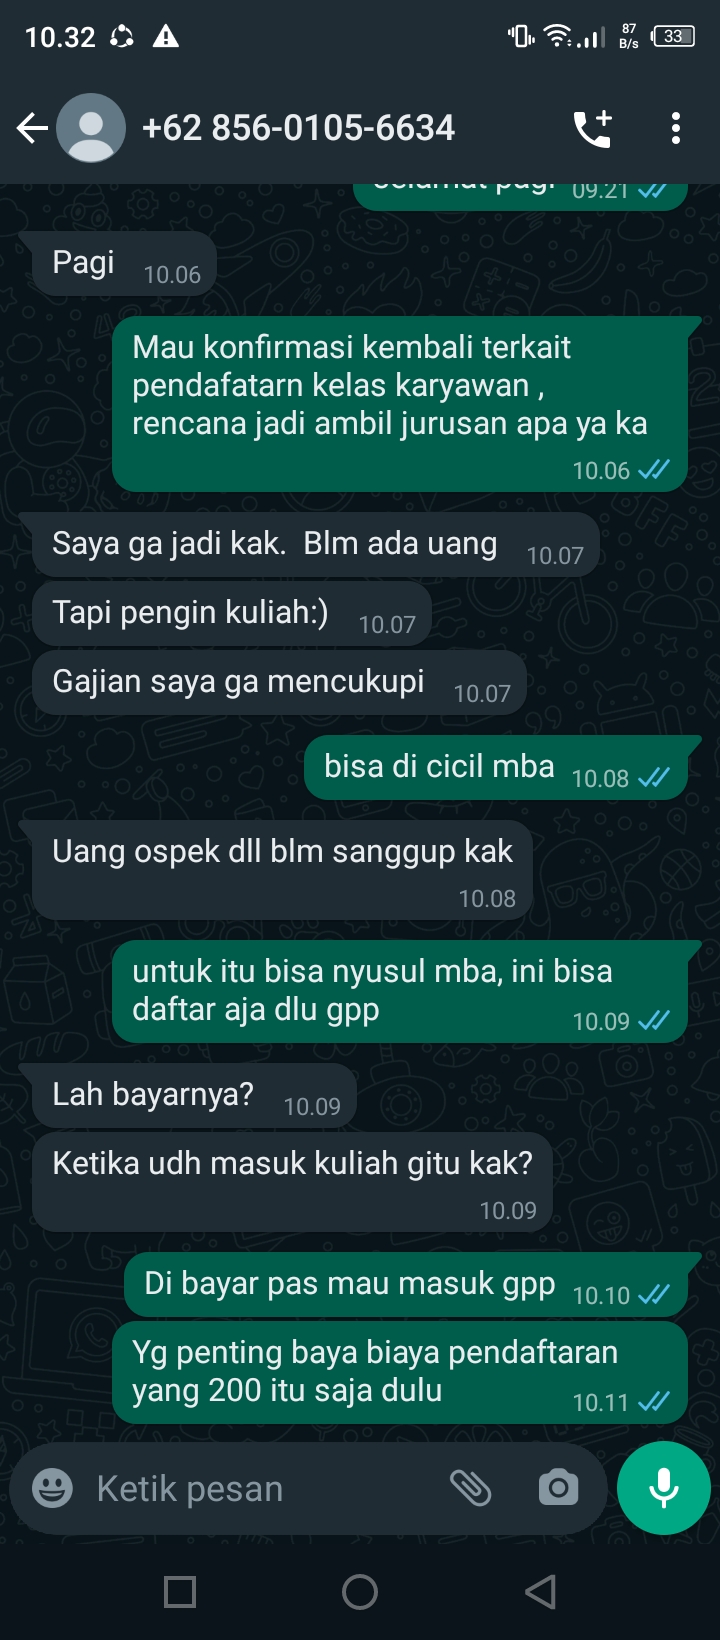 10.32
87
B/s
33
+62 856-0105-6634
selamat pagi 09.21
Pagi 10.06
Mau konfirmasi kembali terkait
pendafatarn kelas karyawan ,
rencana jadi ambil jurusan apa ya ka
10.06
Saya ga jadi kak.  Blm ada uang 10.07
Tapi pengin kuliah:) 10.07
Gajian saya ga mencukupi 10.07
bisa di cicil mba 10.08
Uang ospek dll blm sanggup kak
10.08
untuk itu bisa nyusul mba, ini bisa
daftar aja dlu gpp 10.09
Lah bayarnya? 10.09
Ketika udh masuk kuliah gitu kak?
10.09
Di bayar pas mau masuk gpp 10.10
Yg penting baya biaya pendaftaran
yang 200 itu saja dulu 10.11
Ketik pesan